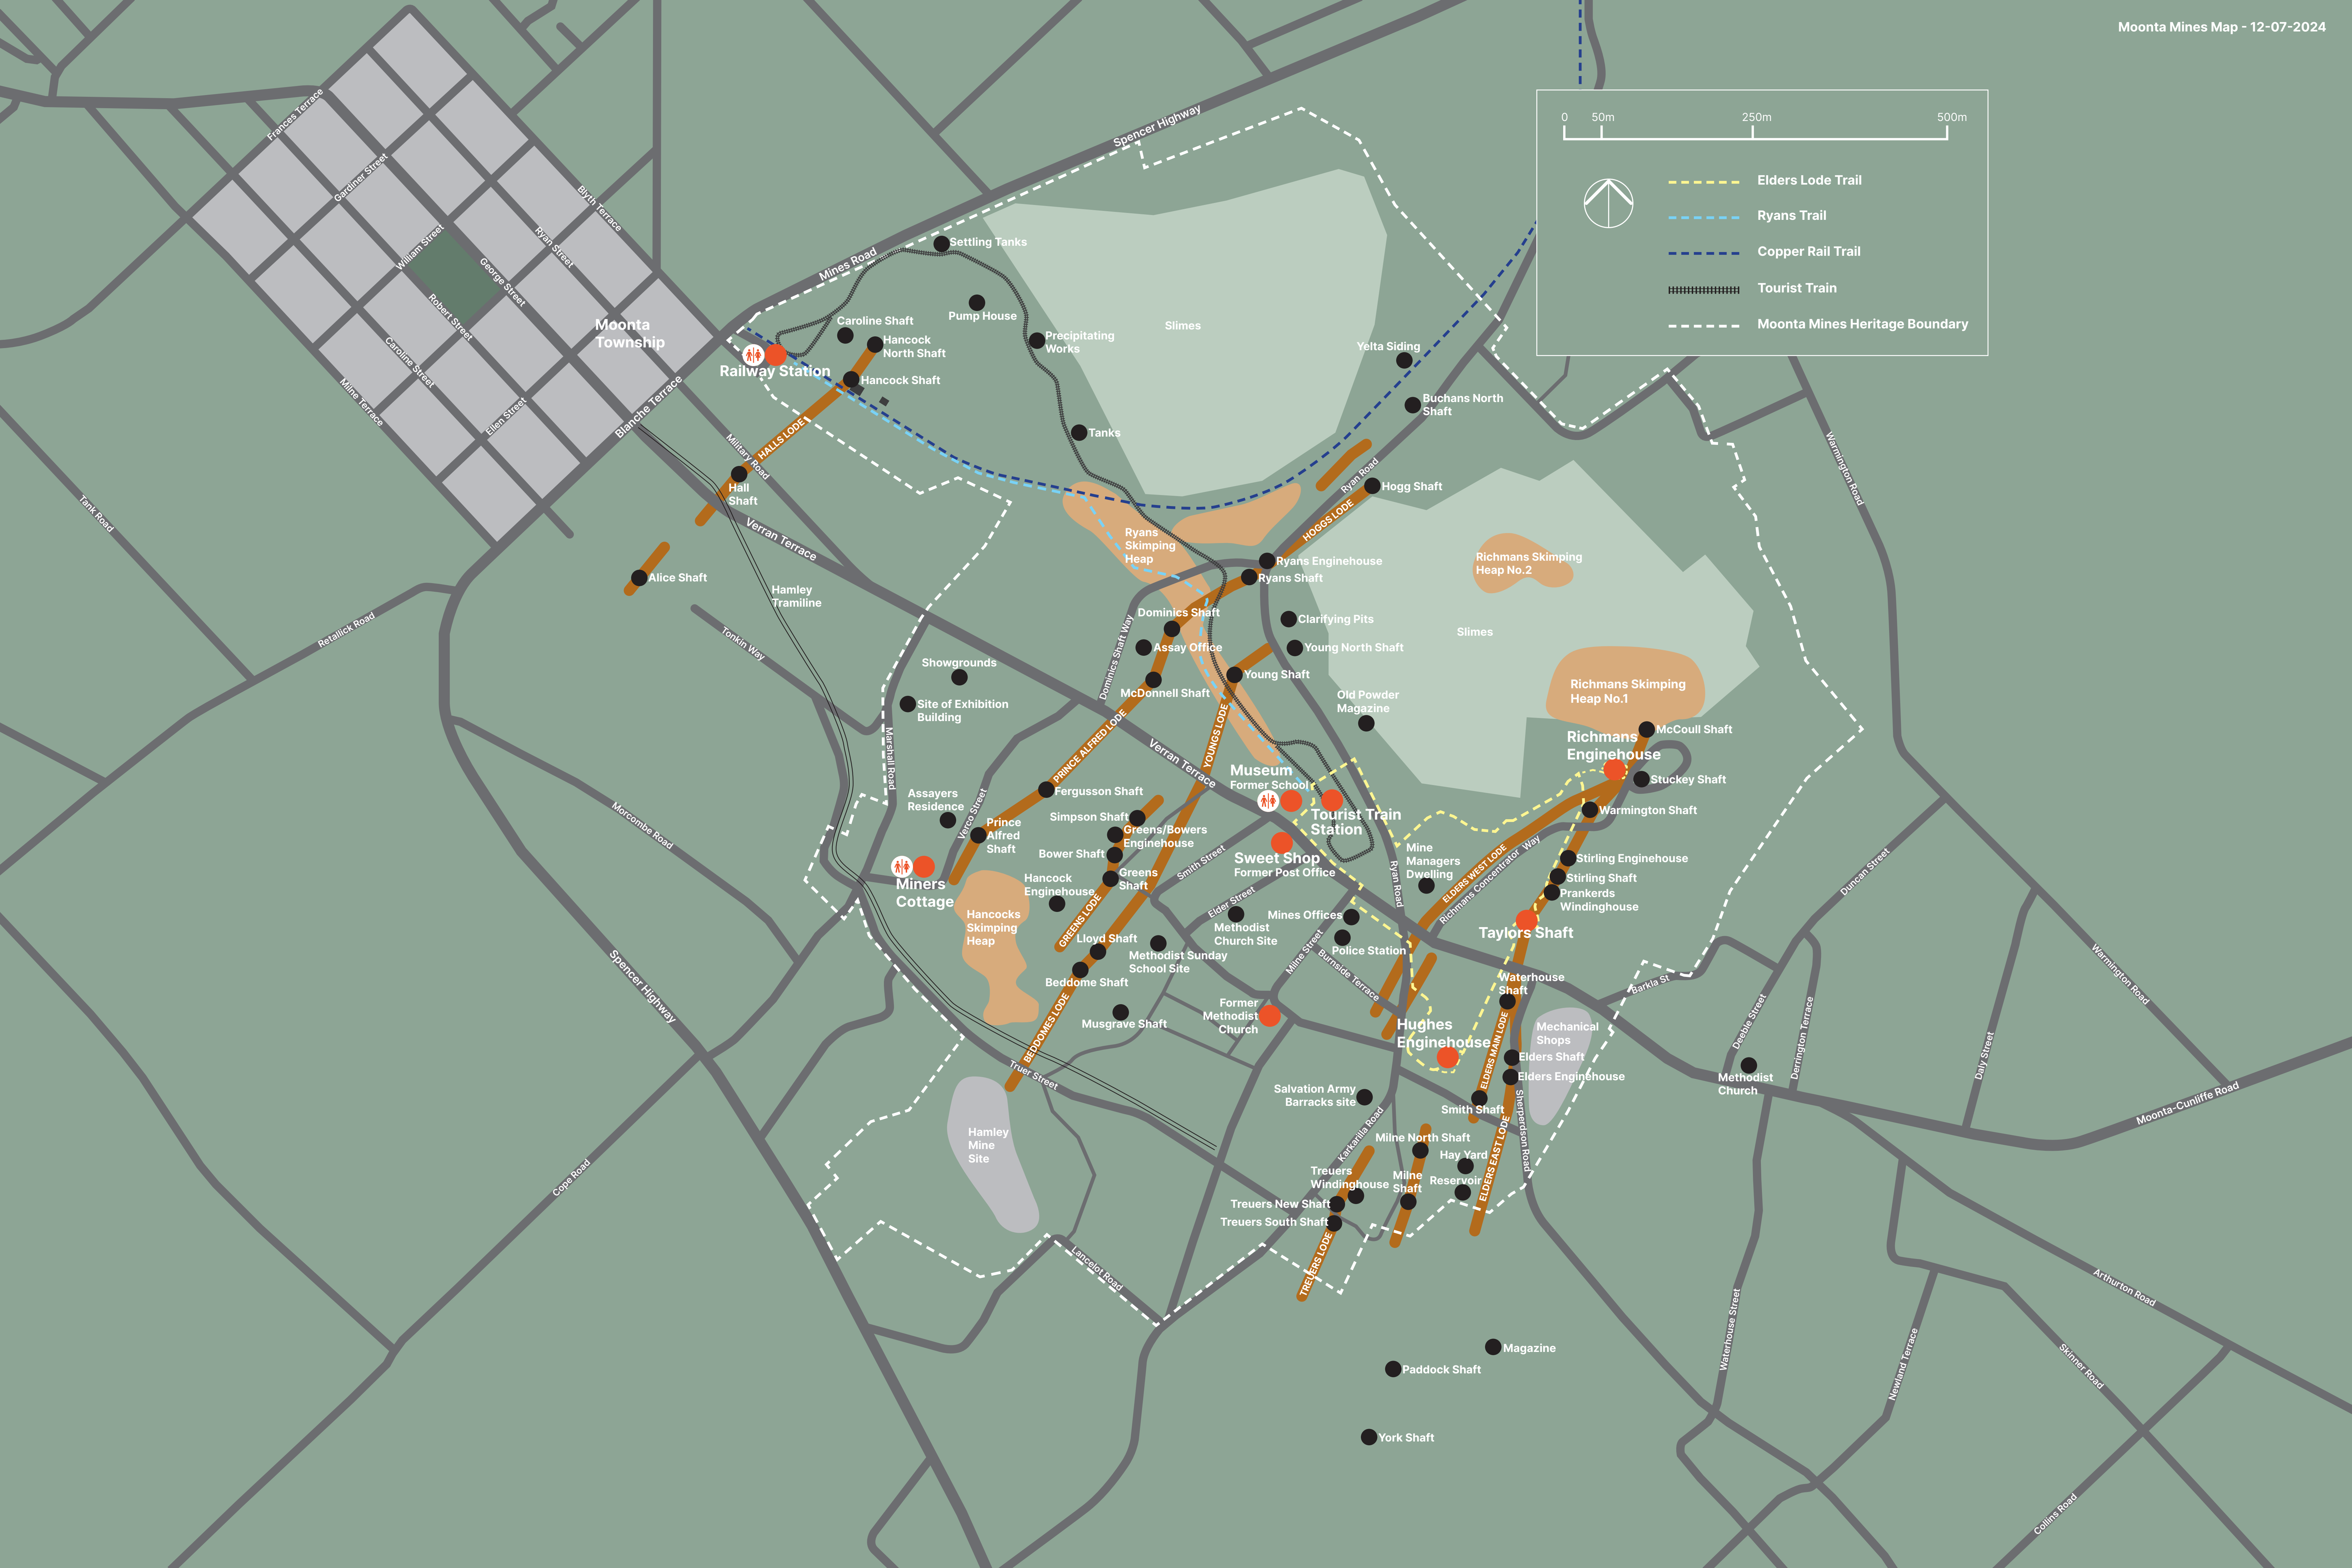 Moonta Mines Map - 12-07-2024
0 50m 250m 500m
Elders Lode Trail
Ryans Trail
Copper Rail Trail
Tourist Train
Moonta Mines Heritage Boundary
Frances Terrace
Gardiner Street
William Street
Robert Street
George Street
Ryan Street
Blyth Terrace
Caroline Street
Milne Terrace
Ellen Street
Blanche Terrace
Moonta
Township
Military Road
Spencer Highway
Mines Road
Settling Tanks
Pump House
Caroline Shaft
Hancock
North Shaft
Hancock Shaft
Precipitating
Works
Railway Station
Tanks
Slimes
Yelta Siding
Buchans North
Shaft
HALLS LODE
Hall
Shaft
Verran Terrace
Alice Shaft
Hamley
Tramiline
Tonkin Way
Tank Road
Retallick Road
Ryan Road
Hogg Shaft
HOGGS LODE
Ryans
Skimping
Heap
Ryans Enginehouse
Ryans Shaft
Richmans Skimping
Heap No.2
Slimes
Dominics Shaft
Dominics Shaft Way
Assay Office
McDonnell Shaft
Clarifying Pits
Young North Shaft
Young Shaft
Old Powder
Magazine
Richmans Skimping
Heap No.1
McCoull Shaft
Richmans
Enginehouse
Stuckey Shaft
Warmington Shaft
Warmington Road
Showgrounds
Site of Exhibition
Building
Marshall Road
PRINCE ALFRED LODE
YOUNGS LODE
Verran Terrace
Museum
Former School
Tourist Train
Station
Sweet Shop
Former Post Office
Fergusson Shaft
Assayers
Residence
Verco Street
Prince
Alfred
Shaft
Simpson Shaft
Greens/Bowers
Enginehouse
Bower Shaft
Greens
Shaft
Smith Street
Hancock
Enginehouse
GREENS LODE
Miners
Cottage
Hancocks
Skimping
Heap
Lloyd Shaft
Beddome Shaft
Methodist Sunday
School Site
Elder Street
Methodist
Church Site
Mines Offices
Police Station
Milne Street
Burnside Terrace
Mine
Managers
Dwelling
Ryan Road
ELDERS WEST LODE
Richmans Concentrator Way
Stirling Enginehouse
Stirling Shaft
Prankerds
Windinghouse
Taylors Shaft
Waterhouse
Shaft
Barkla St
Duncan Street
Warmington Road
Morcombe Road
Spencer Highway
Musgrave Shaft
BEDDOMES LODE
Former
Methodist
Church
Hughes
Enginehouse
ELDERS MAIN LODE
Mechanical
Shops
Elders Shaft
Elders Enginehouse
Deeble Street
Derrington Terrace
Methodist
Church
Daly Street
Moonta-Cunliffe Road
Truer Street
Salvation Army
Barracks site
Smith Shaft
Sherperdson Road
Karkarilla Road
Milne North Shaft
Hay Yard
Reservoir
Milne
Shaft
ELDERS EAST LODE
Treuers
Windinghouse
Treuers New Shaft
Treuers South Shaft
TREUERS LODE
Hamley
Mine
Site
Cope Road
Lancelot Road
Waterhouse Street
Newland Terrace
Arthurton Road
Skinner Road
Collins Road
Magazine
Paddock Shaft
York Shaft